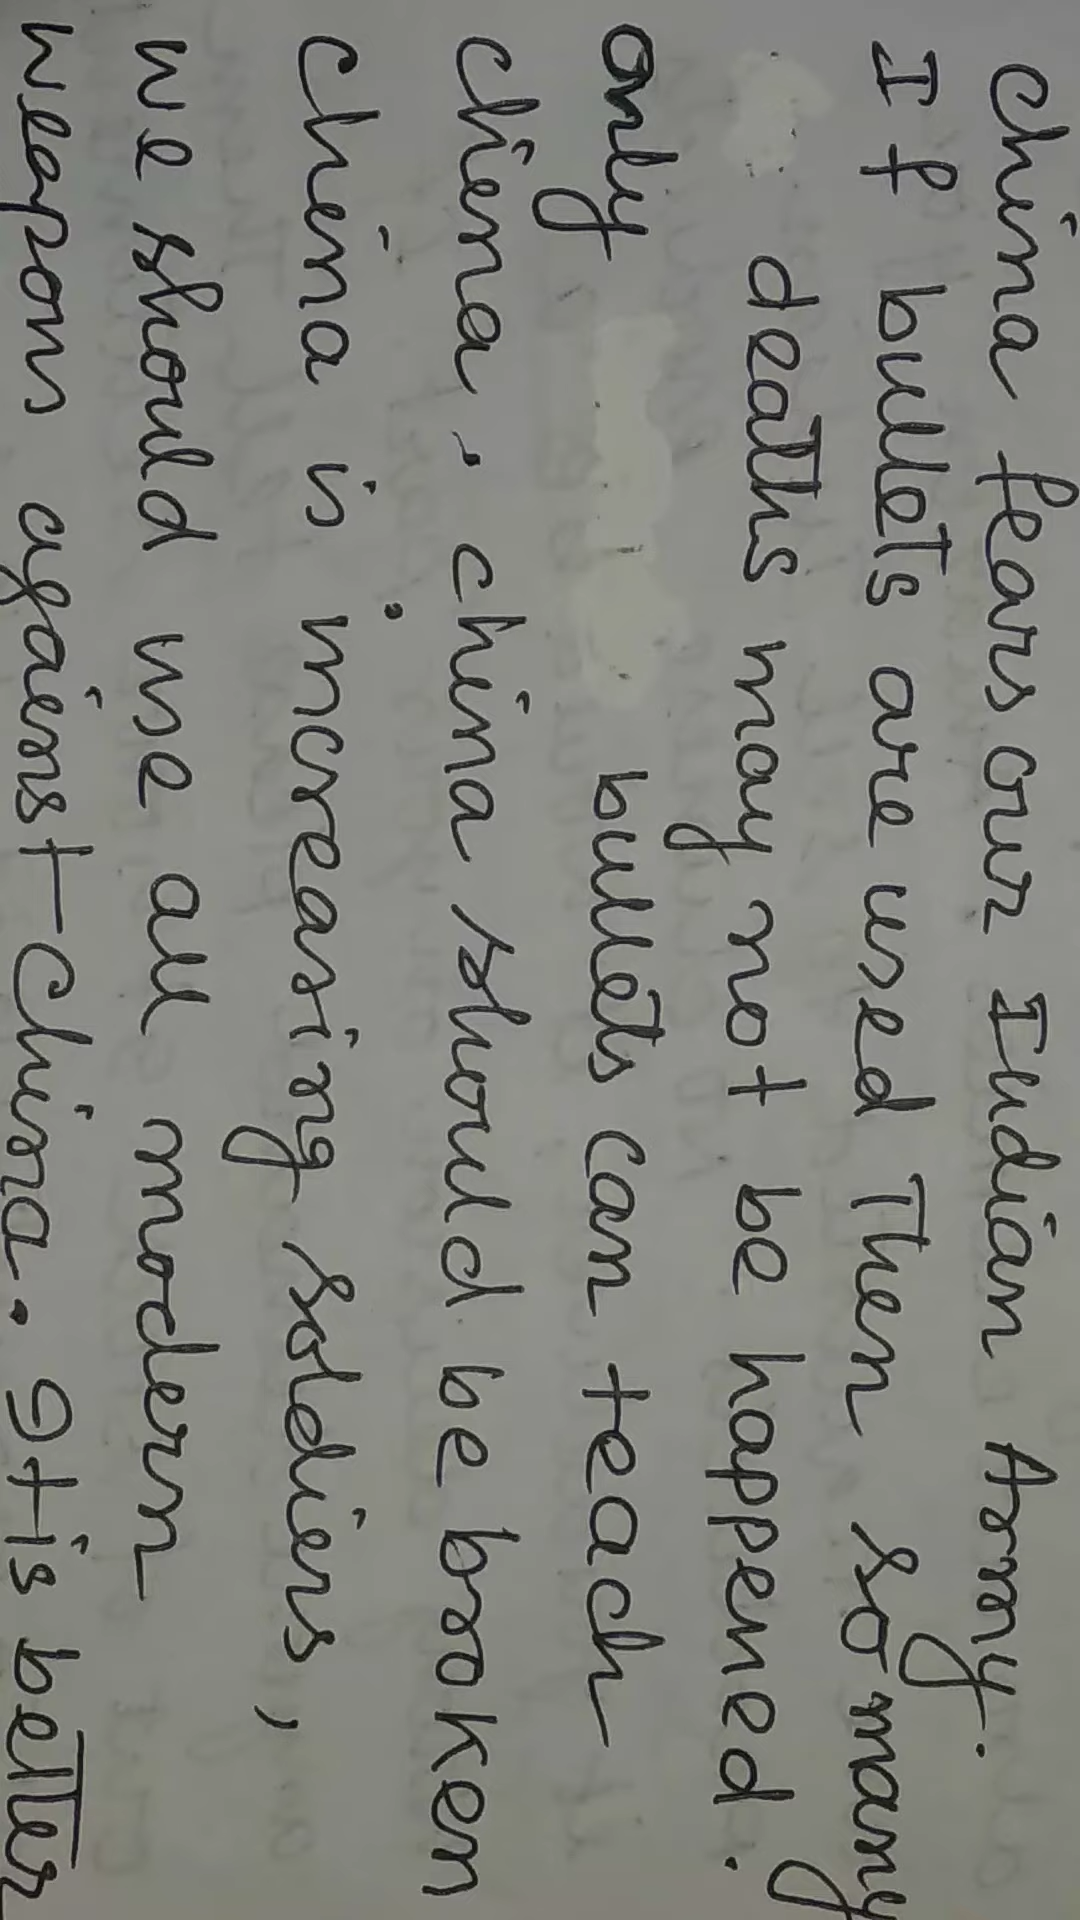 China fears our Indian Army.
If bullets are used Then so many
deaths may not be happened.
only bullets can teach
China. China should be broken
China is increasing soldiers,
we should use all modern
weapons against China. It is better